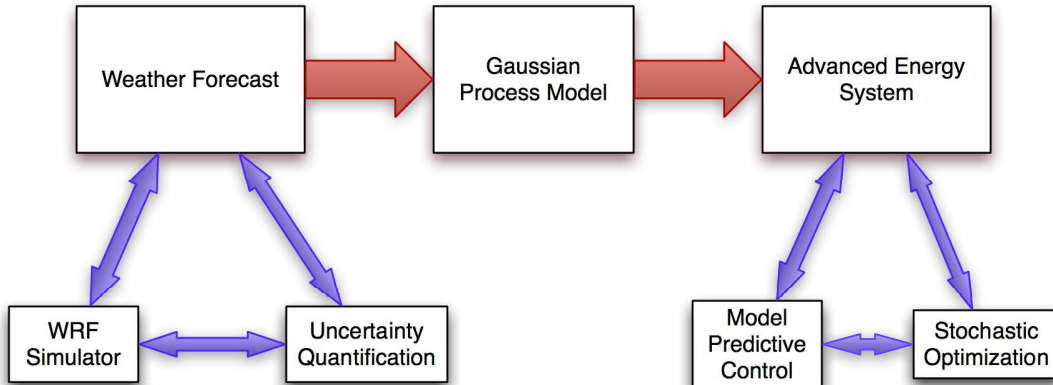 Weather Forecast
Gaussian
Process Model
Advanced Energy
System
WRF
Simulator
Uncertainty
Quantification
Model
Predictive
Control
Stochastic
Optimization